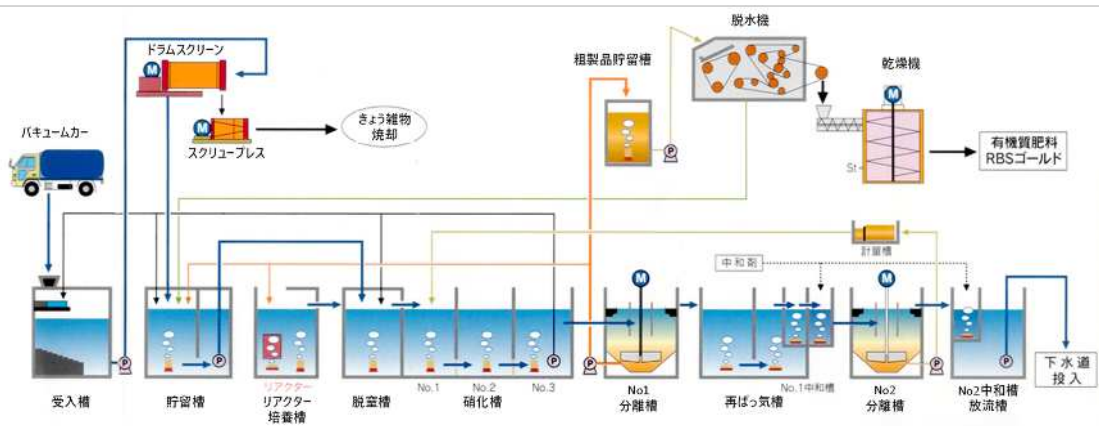 脱水機
ドラムスクリーン
粗製品貯留槽
乾燥機
M
M
きょう雑物
焼却
バキュームカー
M
スクリュープレス
P
有機質肥料
RBSゴールド
St
計量槽
中和剤
M
M
P
P
P
P
P
P
P
下水道
投入
リアクター
No.1
No.2
No.3
No.1中和槽
受入槽
貯留槽
リアクター
培養槽
脱窒槽
硝化槽
No1
分離槽
再ばっ気槽
No2
分離槽
No2中和槽
放流槽